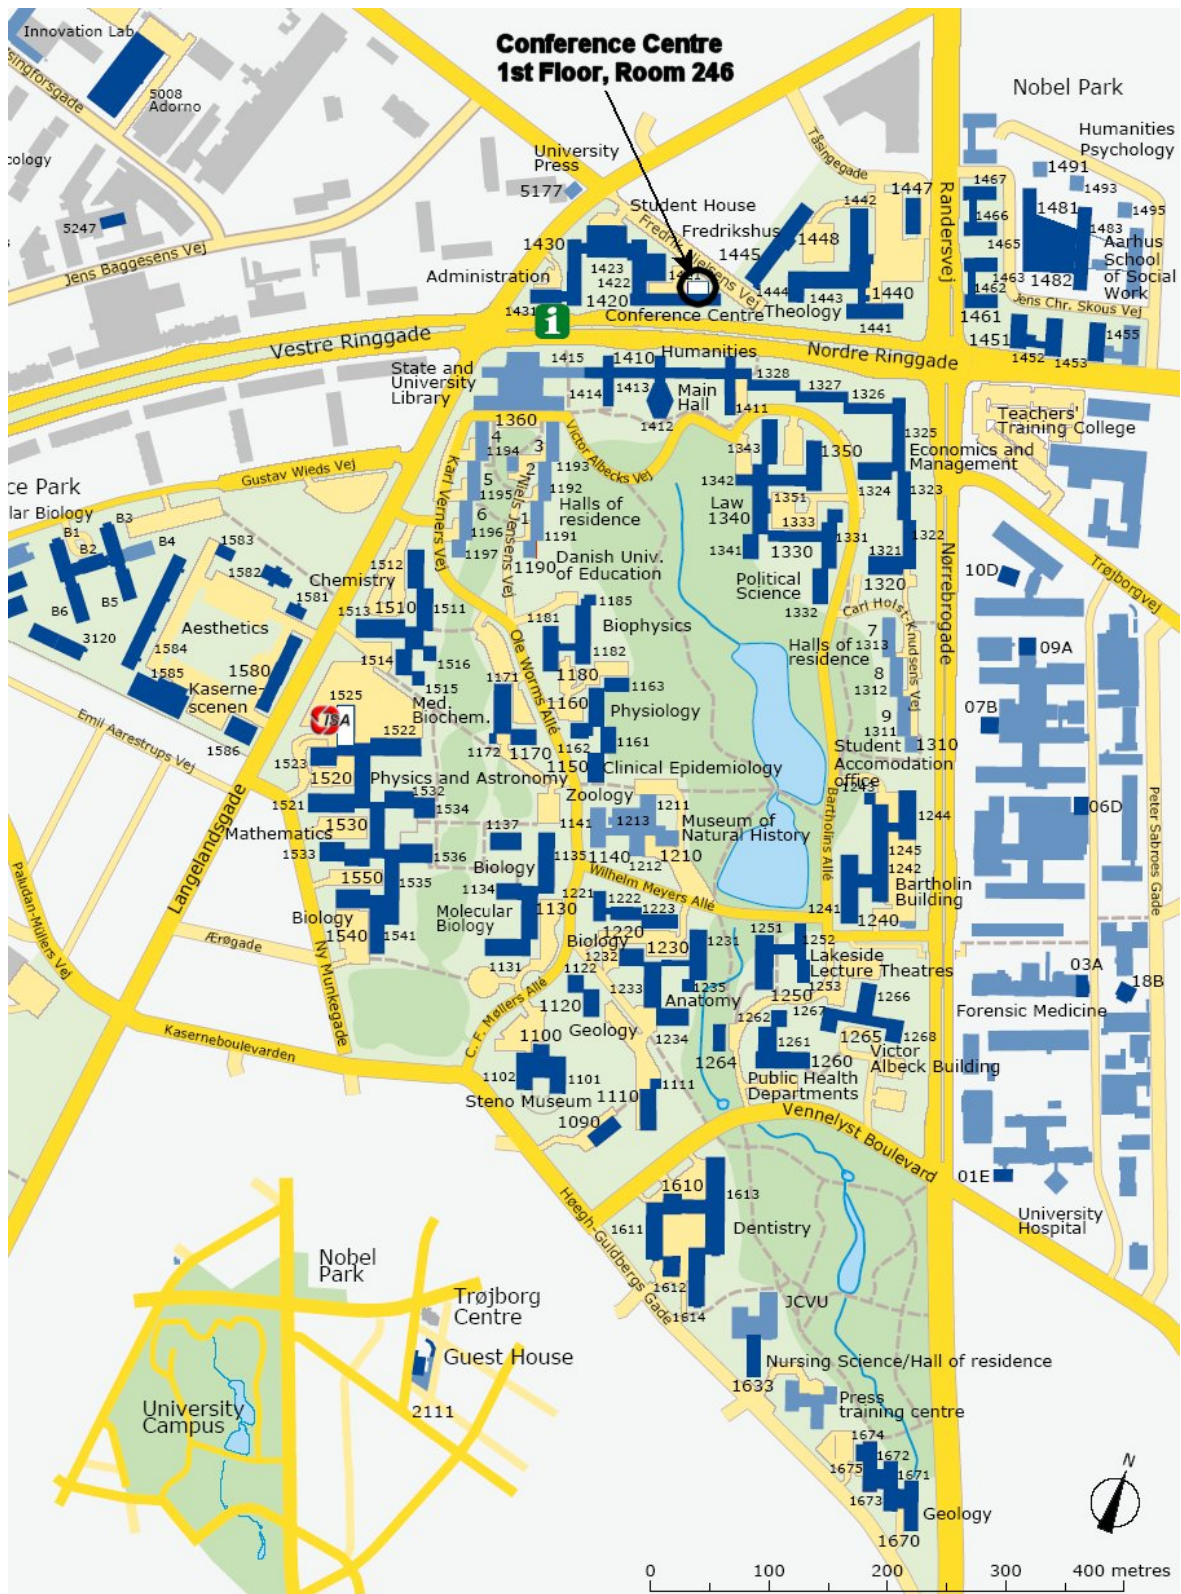 Conference Centre
1st Floor, Room 246
Innovation Lab
5008
Adorno
cology
5247
Jens Baggesens Vej
University
Press
5177
Student House
Fredrikshus
Tåsingegade
Randersvej
Nobel Park
Humanities
Psychology
1467
1466
1465
1491
1493
1495
1481
1483
1463
1482
Aarhus
School
of Social
Work
1462
1461
Jens Chr. Skous Vej
1451
1452
1453
1455
1430
Administration
1423
1422
1420
1431
1421
1445
1448
1442
1447
1444
1443
1440
1441
Conference Centre
Theology
i
Vestre Ringgade
Nordre Ringgade
State and
University
Library
1415
1410
Humanities
1414
1413
Main
Hall
1412
1411
1328
1327
1326
1325
1360
4
3
1194
2
1193
5
1195
1192
6
1
1196
1191
1197
1190
Halls of
residence
Danish Univ.
of Education
Victor Albecks Vej
Karl Verners Vej
Niels Jensens Vej
Gustav Wieds Vej
1343
1350
1342
Law
1340
1351
1333
1341
1330
1331
Political
Science
1332
Economics and
Management
1324
1323
1322
1321
1320
Teachers'
Training College
Nørrebrogade
Trøjborgvej
ce Park
lar Biology
B1
B3
B2
B4
B5
B6
3120
1583
1582
1581
Aesthetics
1584
1580
1585
Kaserne-
scenen
1586
Emil Aarestrups Vej
Langelandsgade
Chemistry
1512
1513
1510
1511
1514
1516
1515
1525
ISA
Med.
Biochem.
1171
1172
1170
Ole Worms Allé
1185
1181
Biophysics
1182
1180
1163
1160
Physiology
1162
1161
1150
Clinical Epidemiology
Carl Holst-Knudsens Vej
Halls of
residence
7
1313
8
1312
9
1311
1310
Student
Accomodation
office
10D
09A
07B
06D
Peter Sabroes Gade
1522
1523
1520
Physics and Astronomy
1532
1521
1534
Mathematics
1530
1533
1536
1550
1535
Biology
1540
1541
Zoology
1211
1141
1213
Museum of
Natural History
1140
1212
1210
1137
1135
Biology
1134
Molecular
Biology
1130
1131
Wilhelm Meyers Allé
Bartholins Allé
1243
1244
1245
1242
Bartholin
Building
1241
1240
1221
1222
1223
1220
Biology
1230
1231
1232
1233
1235
Anatomy
1234
1122
1120
Geology
1251
1252
Lakeside
Lecture Theatres
1253
1250
1267
1266
1262
1261
1265
1268
1264
1260
Victor
Albeck Building
Public Health
Departments
03A
18B
Forensic Medicine
Paludan-Müllers Vej
Ærøgade
Ny Munkegade
Kaserneboulevarden
C. F. Møllers Allé
1100
1102
1101
Steno Museum
1110
1111
1090
Vennelyst Boulevard
01E
University
Hospital
Høegh-Guldbergs Gade
1610
1613
1611
Dentistry
1612
1614
JCVU
Nursing Science/Hall of residence
1633
Press
training centre
1674
1672
1675
1671
1673
Geology
1670
Nobel
Park
Trøjborg
Centre
Guest House
2111
University
Campus
N
0 100 200 300 400 metres